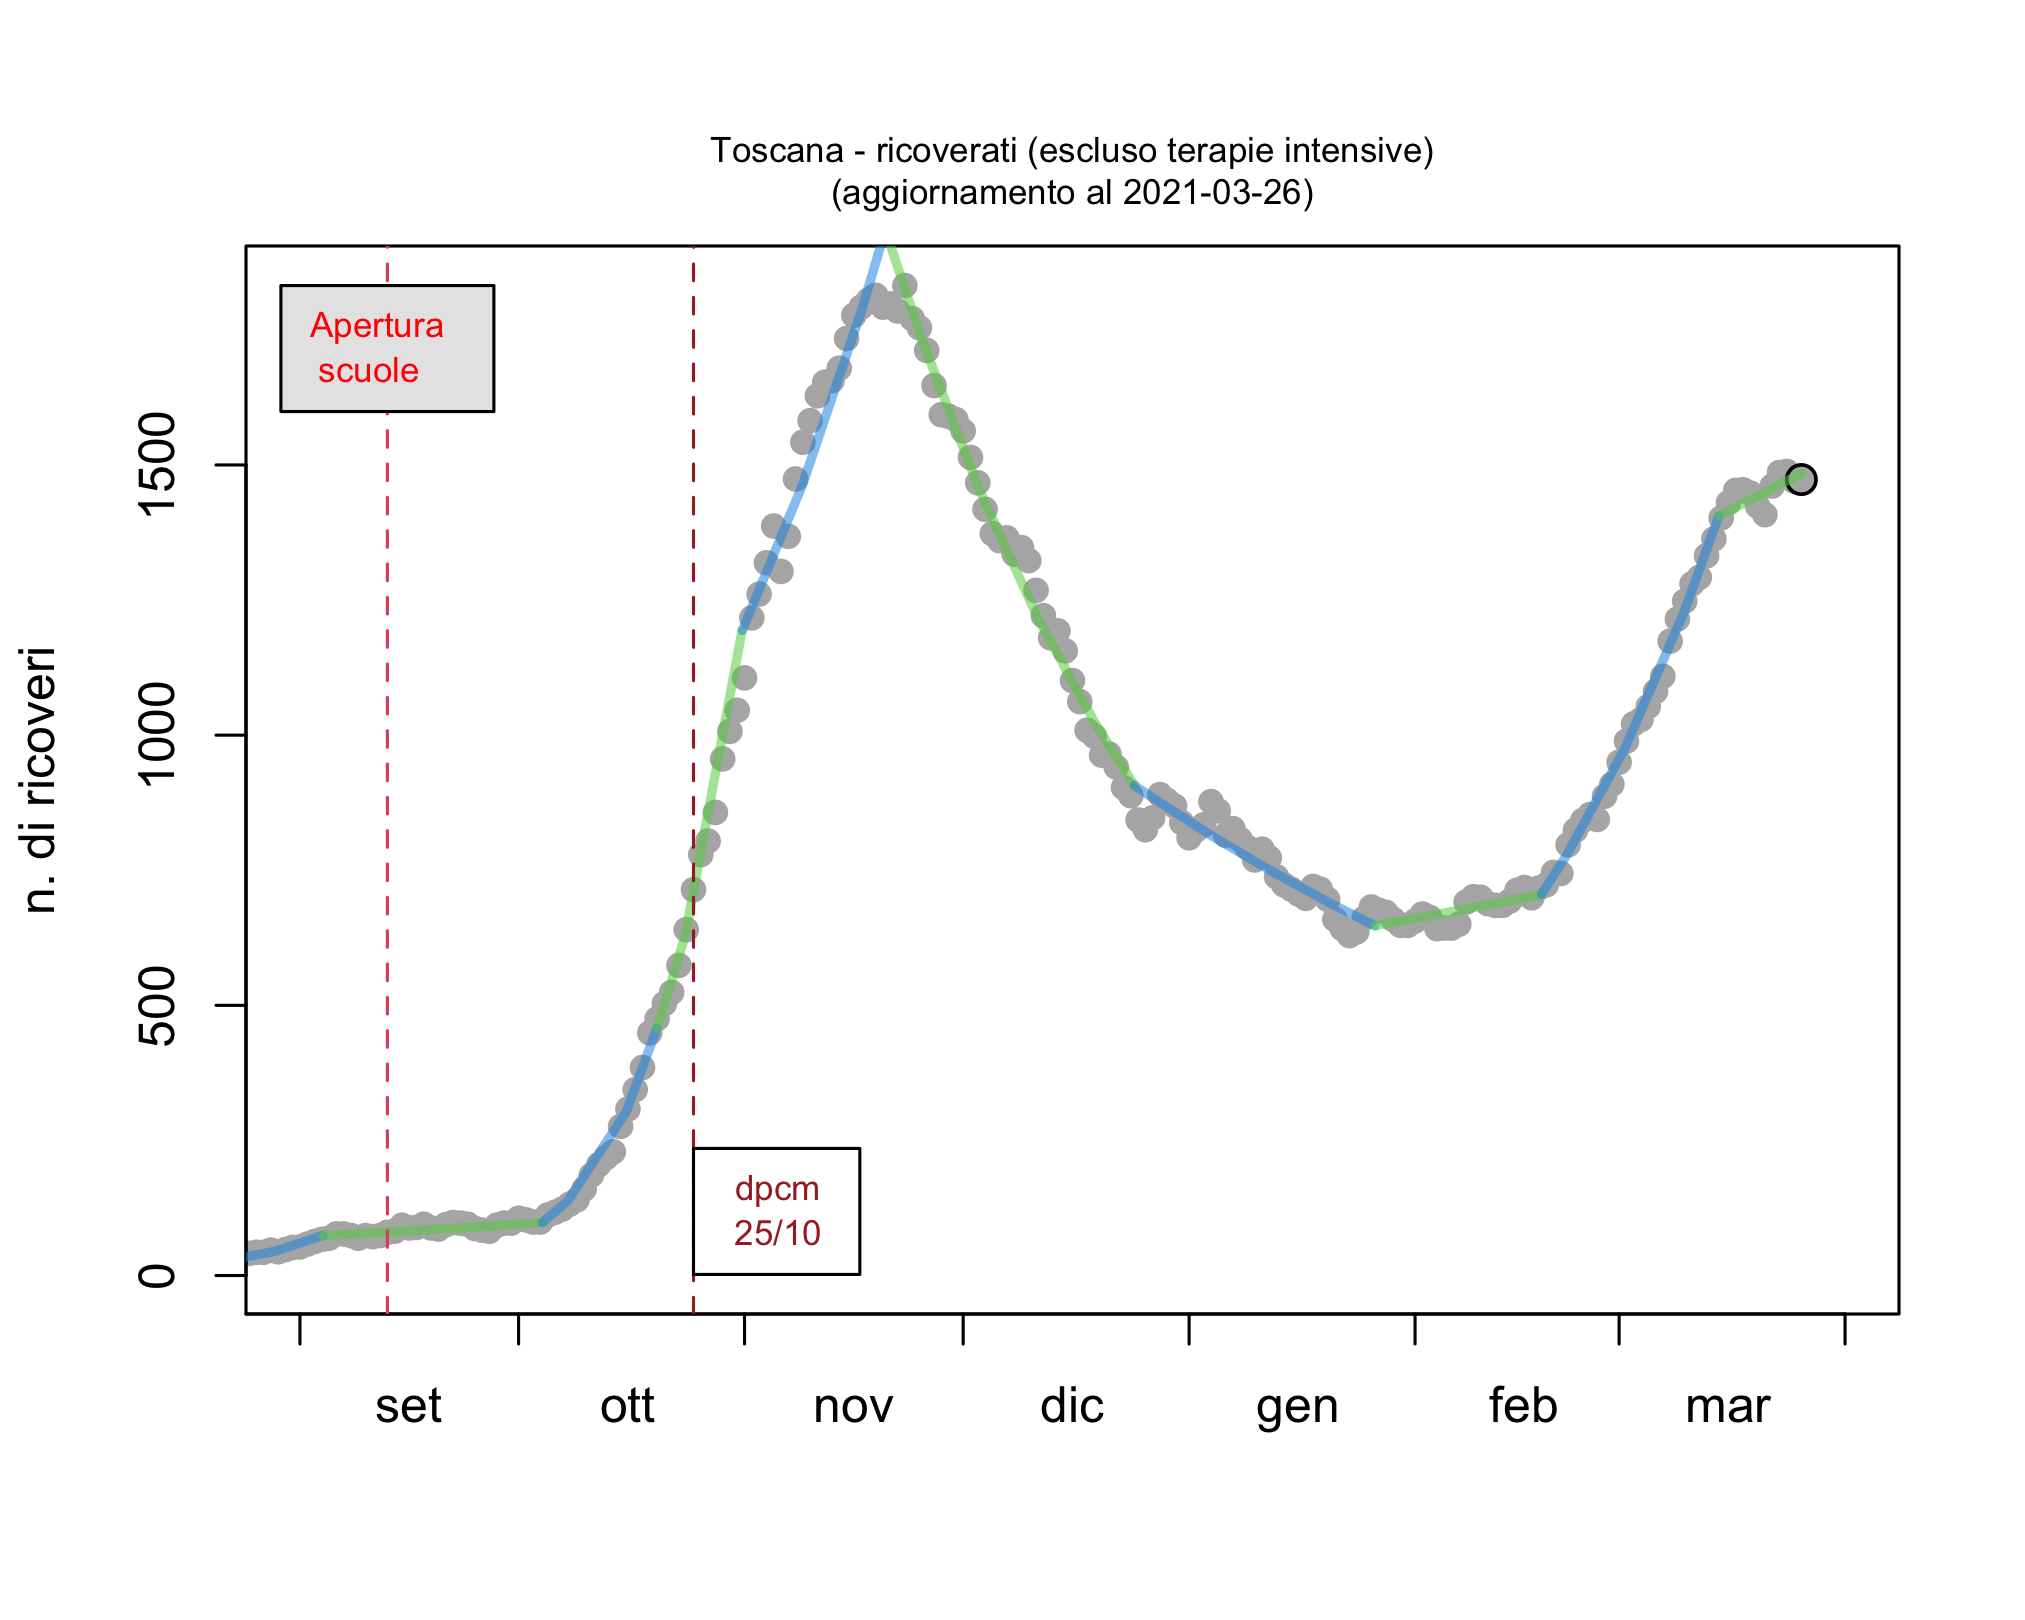 Toscana - ricoverati (escluso terapie intensive)
(aggiornamento al 2021-03-26)
Apertura
scuole
n. di ricoveri
1500
1000
500
0
dpcm
25/10
set ott nov dic gen feb mar